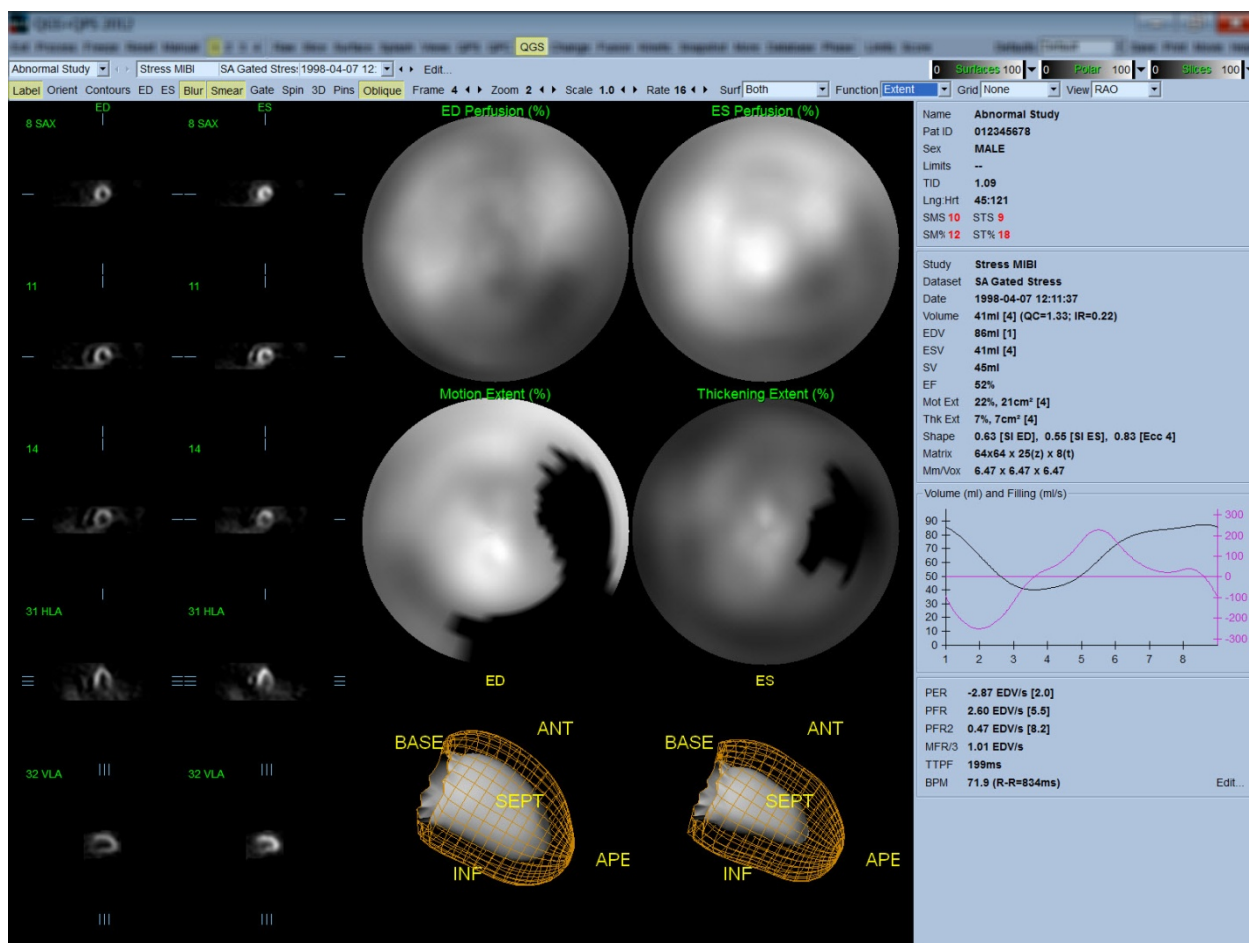 QGS+QPS 2012
QGS
Abnormal Study Stress MIBI SA Gated Stres: 1998-04-07 12: Edit...
0 Surfaces 100 0 Polar 100 0 Slices 100
Label Orient Contours ED ES Blur Smear Gate Spin 3D Pins Oblique Frame 4 Zoom 2 Scale 1.0 Rate 16 Surf Both Function Extent Grid None View RAO
ED ES
8 SAX 8 SAX
11 11
14 14
31 HLA 31 HLA
32 VLA 32 VLA
ED Perfusion (%) ES Perfusion (%)
Motion Extent (%) Thickening Extent (%)
ED ES
BASE ANT BASE ANT
SEPT SEPT
INF APE INF APE
Name Abnormal Study
Pat ID 012345678
Sex MALE
Limits --
TID 1.09
Lng:Hrt 45:121
SMS 10 STS 9
SM% 12 ST% 18
Study Stress MIBI
Dataset SA Gated Stress
Date 1998-04-07 12:11:37
Volume 41ml [4] (QC=1.33; IR=0.22)
EDV 86ml [1]
ESV 41ml [4]
SV 45ml
EF 52%
Mot Ext 22%, 21cm² [4]
Thk Ext 7%, 7cm² [4]
Shape 0.63 [SI ED], 0.55 [SI ES], 0.83 [Ecc 4]
Matrix 64x64 x 25(z) x 8(t)
Mm/Vox 6.47 x 6.47 x 6.47
Volume (ml) and Filling (ml/s)
90 300
80 200
70
60 100
50 0
40
30 -100
20 -200
10
0 -300
1 2 3 4 5 6 7 8
PER -2.87 EDV/s [2.0]
PFR 2.60 EDV/s [5.5]
PFR2 0.47 EDV/s [8.2]
MFR/3 1.01 EDV/s
TTPF 199ms
BPM 71.9 (R-R=834ms) Edit...